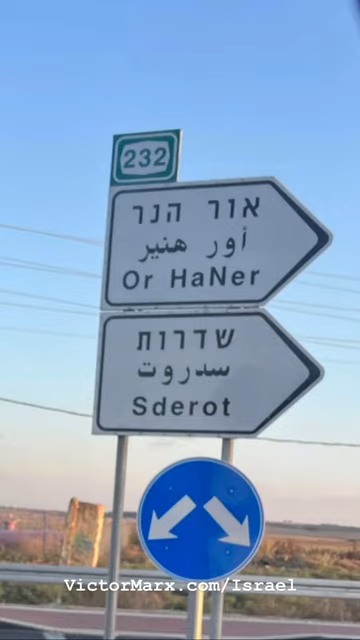 232
אור הנר
أور هنير
Or HaNer
שדרות
سدروت
Sderot
VictorMarx.com/Israel